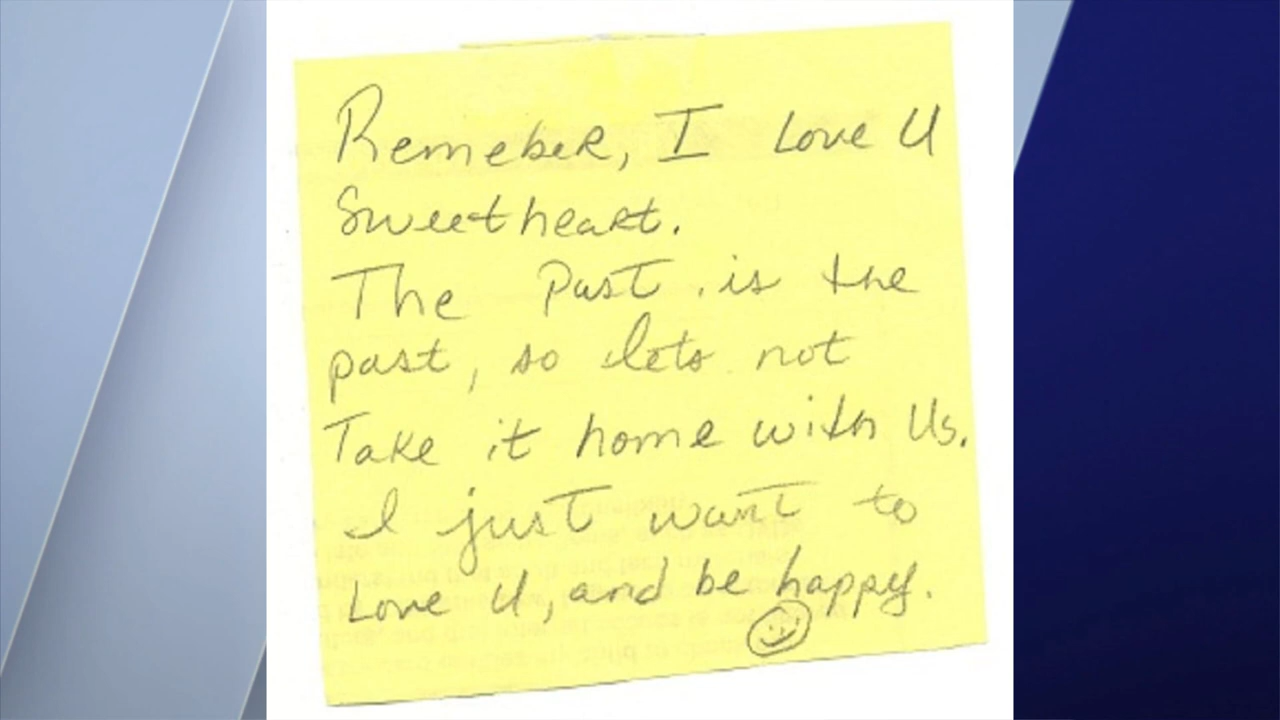 Remeber, I Love U
Sweetheart.
The Past is the
past, so lets not
Take it home with Us.
I just want to
Love U, and be happy.